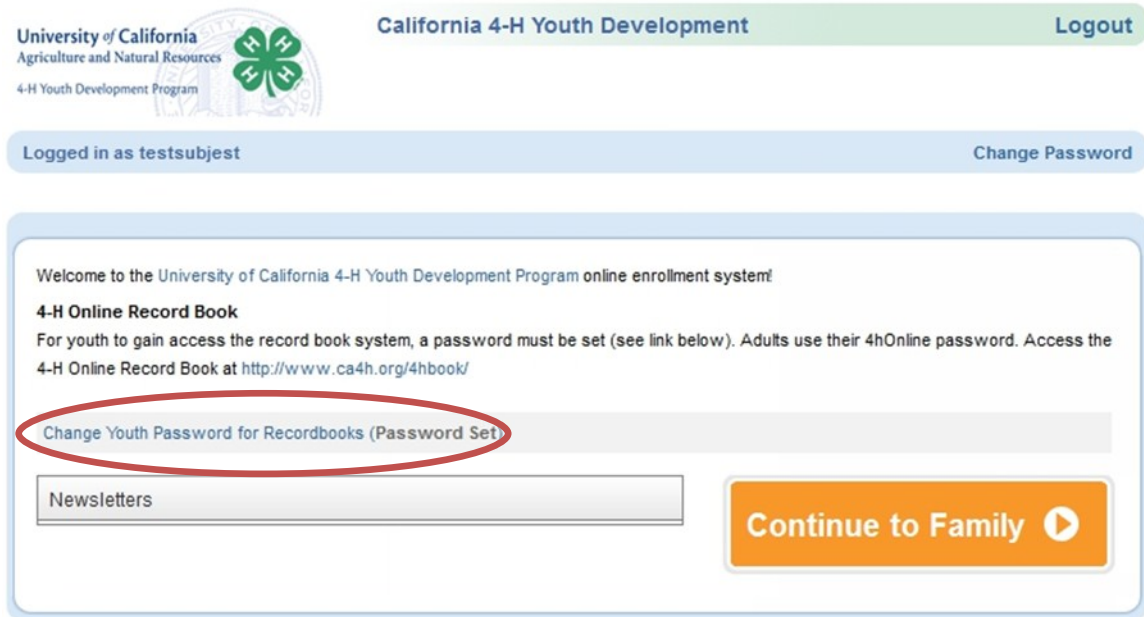 University of California
Agriculture and Natural Resources
4-H Youth Development Program
H H
H H
California 4-H Youth Development
Logout
Logged in as testsubjest
Change Password
Welcome to the University of California 4-H Youth Development Program online enrollment system!
4-H Online Record Book
For youth to gain access the record book system, a password must be set (see link below). Adults use their 4hOnline password. Access the
4-H Online Record Book at http://www.ca4h.org/4hbook/
Change Youth Password for Recordbooks (Password Set)
Newsletters
Continue to Family